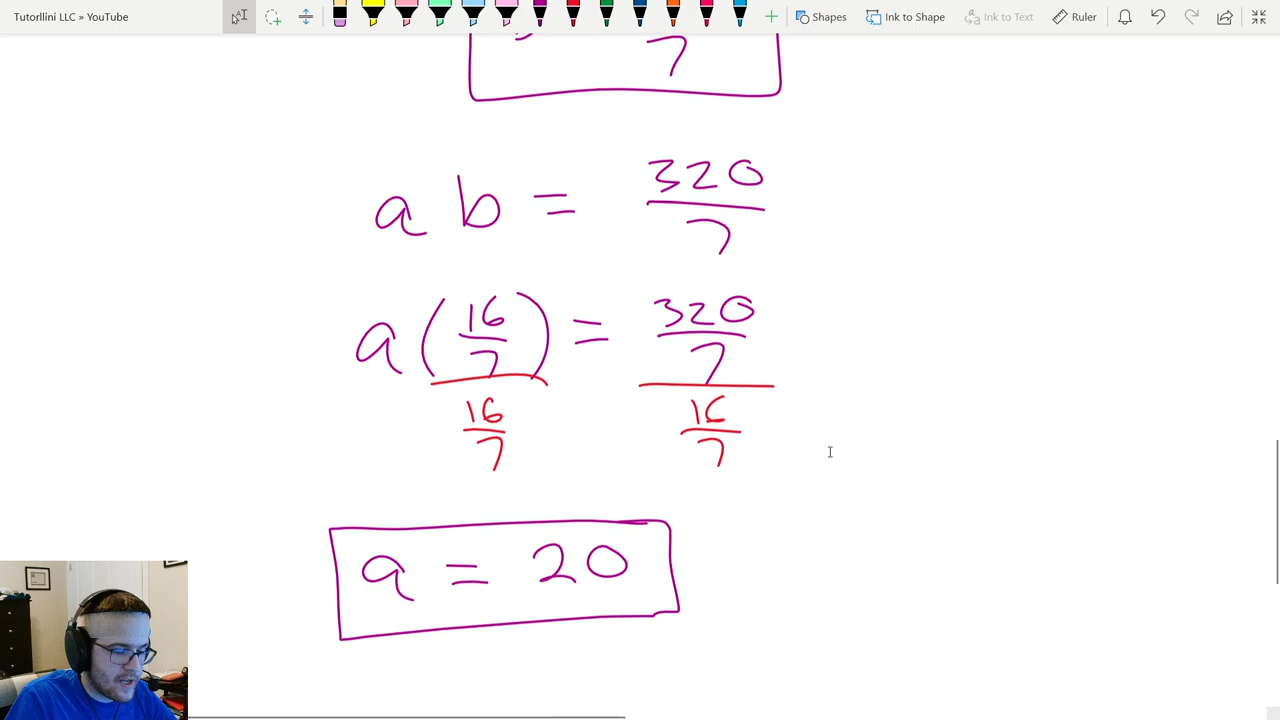 Tutorllini LLC » YouTube
Shapes
Ink to Shape
Ink to Text
Ruler
7
a b = 320/7
a(16/7) = 320/7
16/7 16/7
a = 20